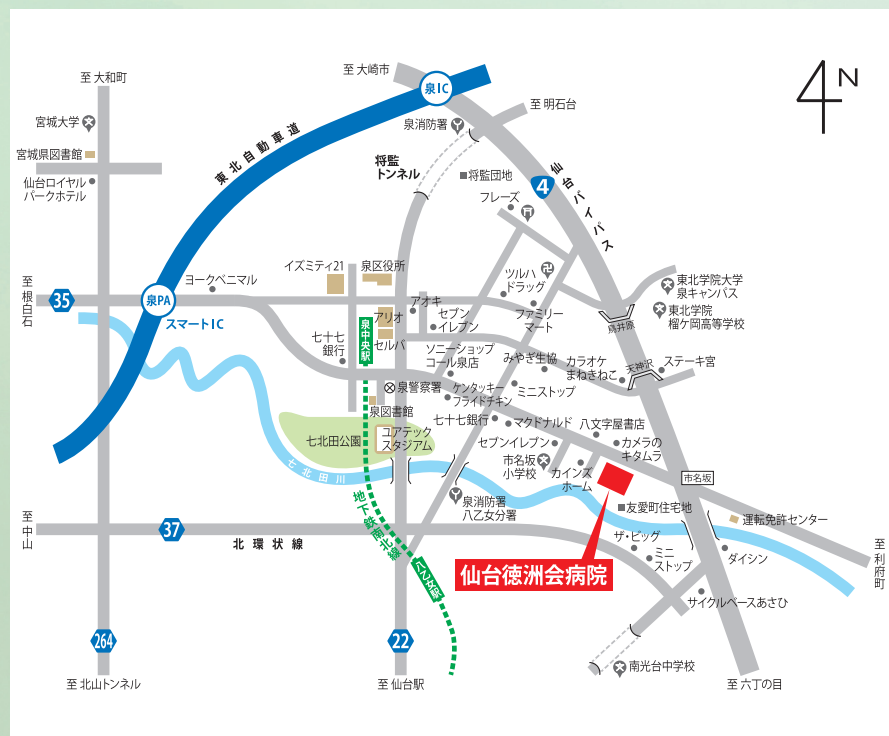 至 大和町
至 大崎市
泉IC
N
宮城大学
泉消防署
至 明石台
東北自動車道
宮城県図書館
将監
トンネル
将監団地
4
仙台バイパス
仙台ロイヤル
パークホテル
フレーズ
イズミティ21
泉区役所
ツルハ
ドラッグ
東北学院大学
泉キャンパス
至 根白石
35
ヨークベニマル
泉PA
スマートIC
アオキ
アリオ
セルバ
泉中央駅
セブン
イレブン
ファミリー
マート
東北学院
榴ケ岡高等学校
鳥井原
七十七
銀行
ソニーショップ
コール泉店
みやぎ生協
カラオケ
まねきねこ
天神沢
ステーキ宮
泉警察署
ケンタッキー
フライドチキン
ミニストップ
泉図書館
七十七銀行
マクドナルド
八文字屋書店
七北田公園
ユアテック
スタジアム
セブンイレブン
カメラの
キタムラ
市名坂
小学校
カインズ
ホーム
市名坂
七北田川
泉消防署
八乙女分署
友愛町住宅地
運転免許センター
至 中山
37
北環状線
地下鉄南北線
ザ・ビッグ
ミニ
ストップ
ダイシン
至 利府町
八乙女駅
仙台徳洲会病院
サイクルベースあさひ
264
22
南光台中学校
至 北山トンネル
至 仙台駅
至 六丁の目